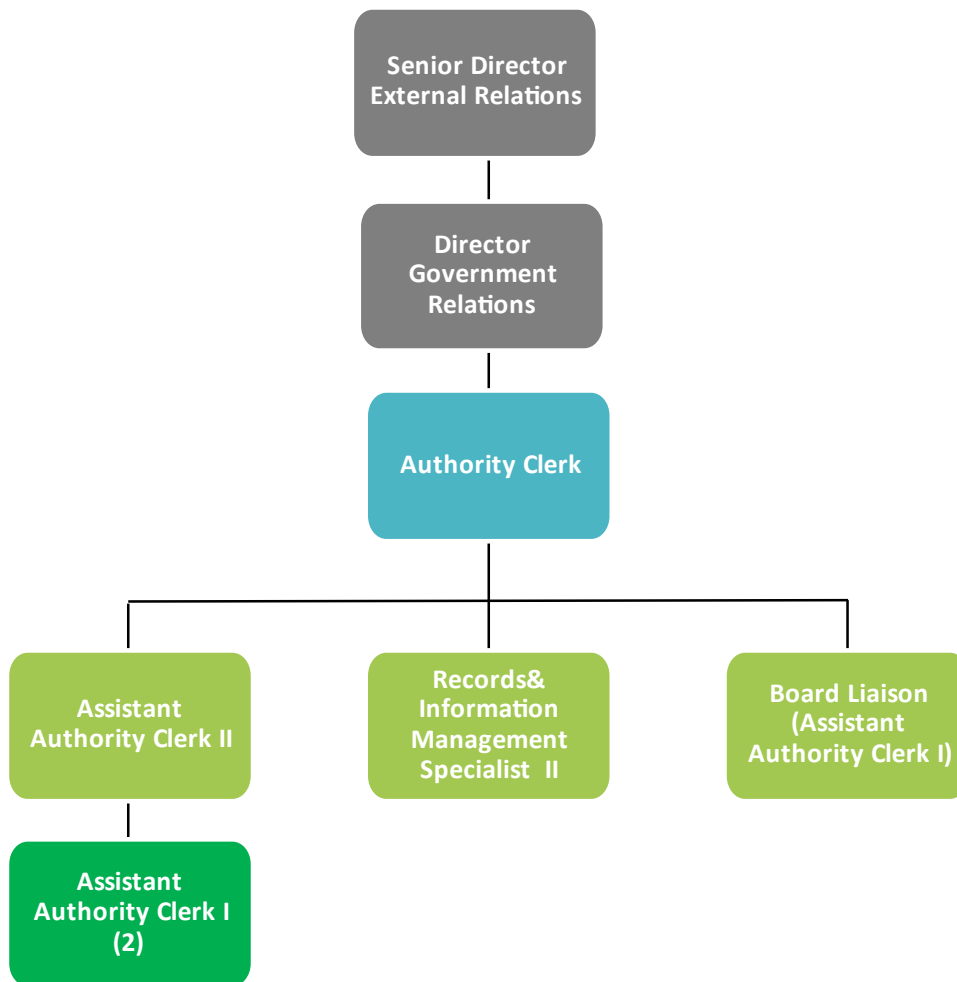 Senior Director
External Relations
Director
Government
Relations
Authority Clerk
Assistant
Authority Clerk II
Records&
Information
Management
Specialist II
Board Liaison
(Assistant
Authority Clerk I)
Assistant
Authority Clerk I
(2)